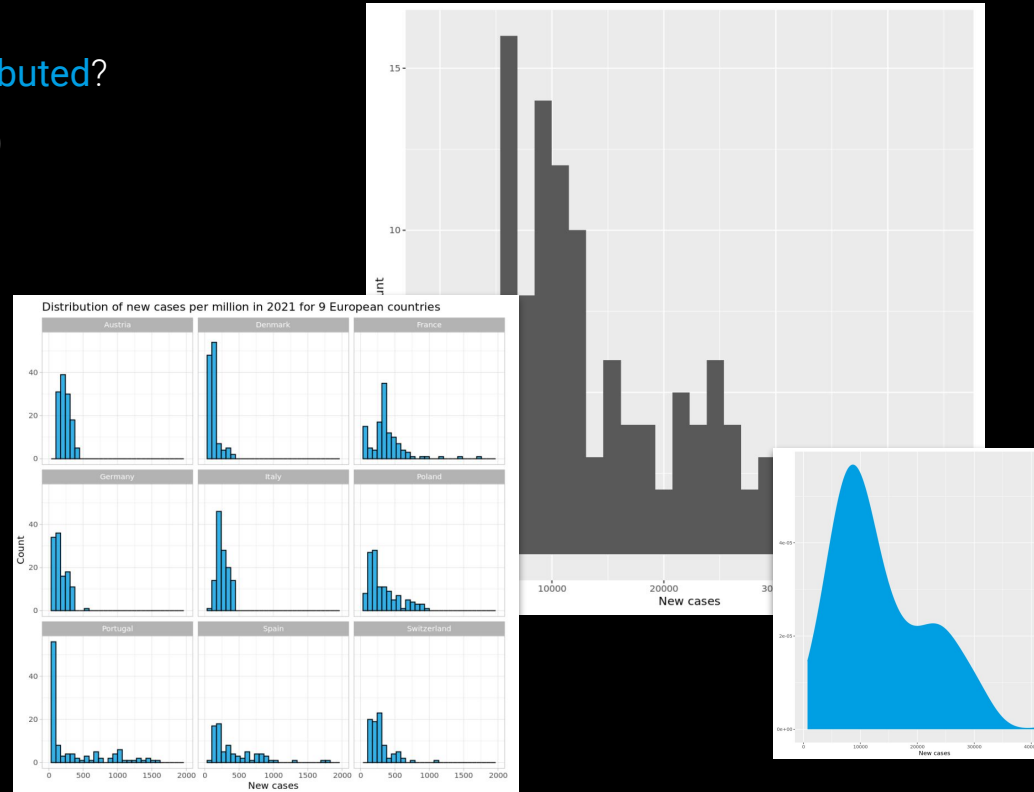 buted?
15
10
unt
10000 20000 30
New cases
Distribution of new cases per million in 2021 for 9 European countries
Austria Denmark France
40
20
0
Germany Italy Poland
Count
40
20
0
Portugal Spain Switzerland
40
20
0
0 500 1000 1500 2000 0 500 1000 1500 2000 0 500 1000 1500 2000
New cases
4e-05
2e-05
0e+00
0 10000 20000 30000 4000
New cases